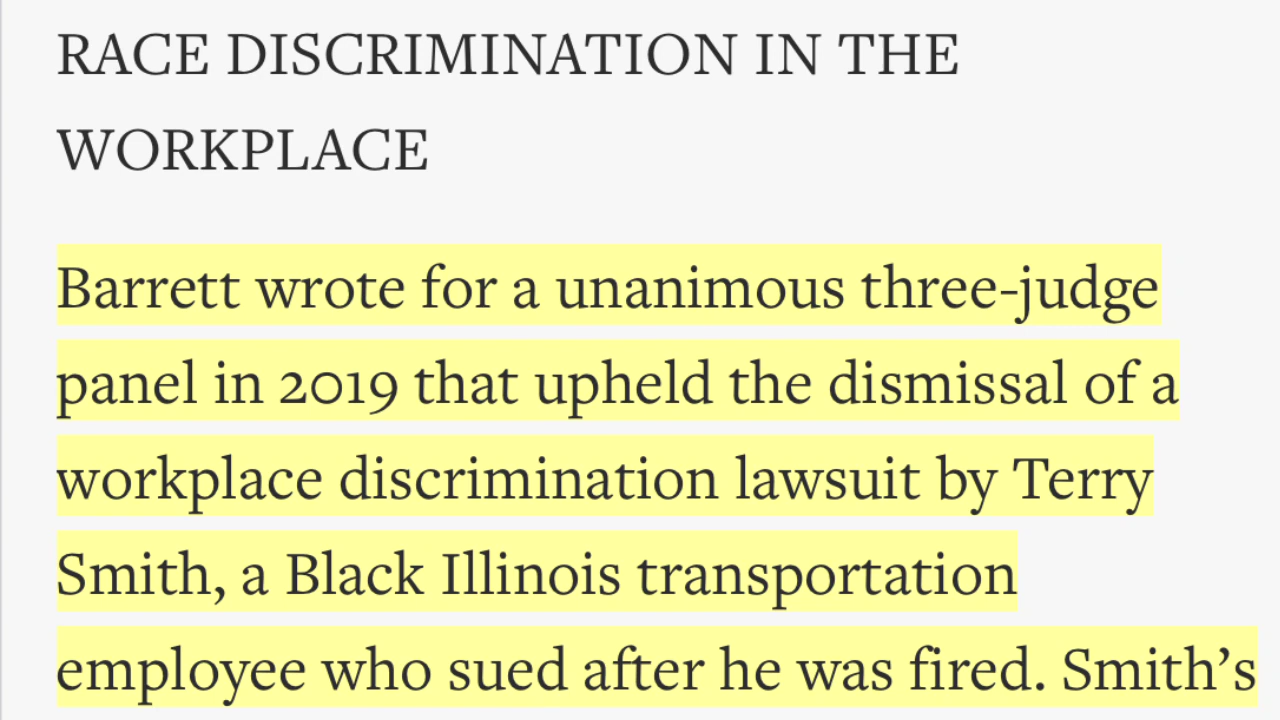 RACE DISCRIMINATION IN THE
WORKPLACE
Barrett wrote for a unanimous three-judge
panel in 2019 that upheld the dismissal of a
workplace discrimination lawsuit by Terry
Smith, a Black Illinois transportation
employee who sued after he was fired. Smith’s